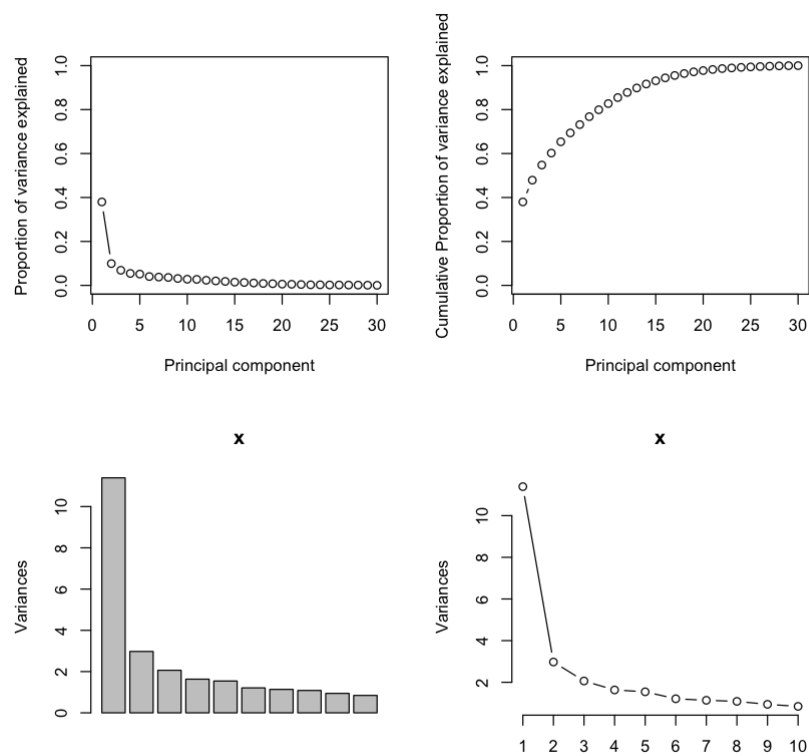 Proportion of variance explained
1.0
0.8
0.6
0.4
0.2
0.0
0 5 10 15 20 25 30
Principal component
Cumulative Proportion of variance explained
1.0
0.8
0.6
0.4
0.2
0.0
0 5 10 15 20 25 30
Principal component
x
Variances
10
8
6
4
2
0
x
Variances
10
8
6
4
2
1 2 3 4 5 6 7 8 9 10